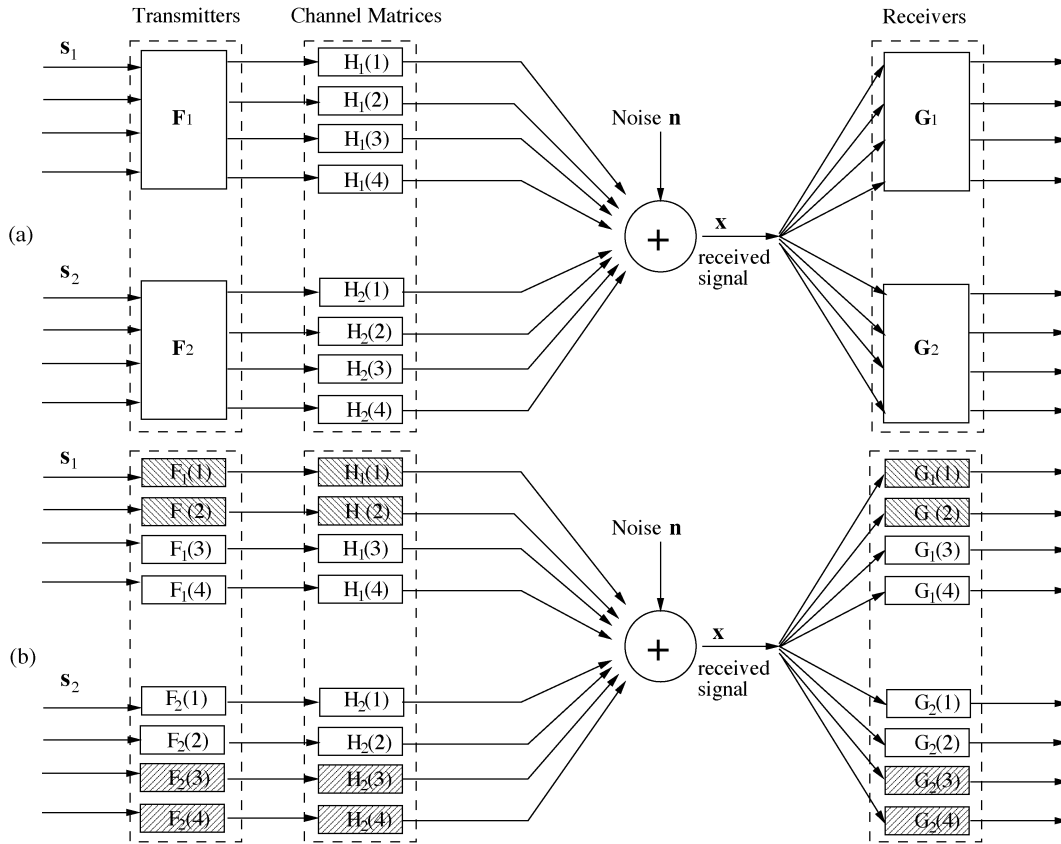 Transmitters Channel Matrices Receivers
s1
F1
H1(1)
H1(2)
H1(3)
H1(4)
Noise n
+
x
received
signal
G1
(a)
s2
F2
H2(1)
H2(2)
H2(3)
H2(4)
G2
s1
F1(1) H1(1) G1(1)
F (2) H (2) G (2)
F1(3) H1(3) G1(3)
F1(4) H1(4) G1(4)
Noise n
+
x
received
signal
(b)
s2
F2(1) H2(1) G2(1)
F2(2) H2(2) G2(2)
F2(3) H2(3) G2(3)
F2(4) H2(4) G2(4)